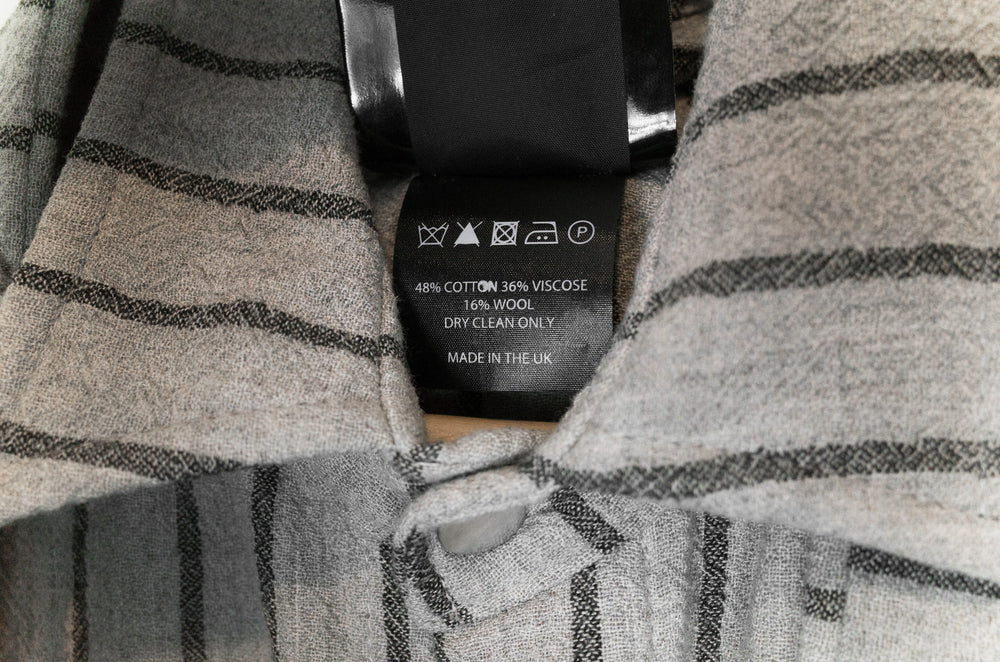 P
48% COTTON 36% VISCOSE
16% WOOL
DRY CLEAN ONLY
MADE IN THE UK